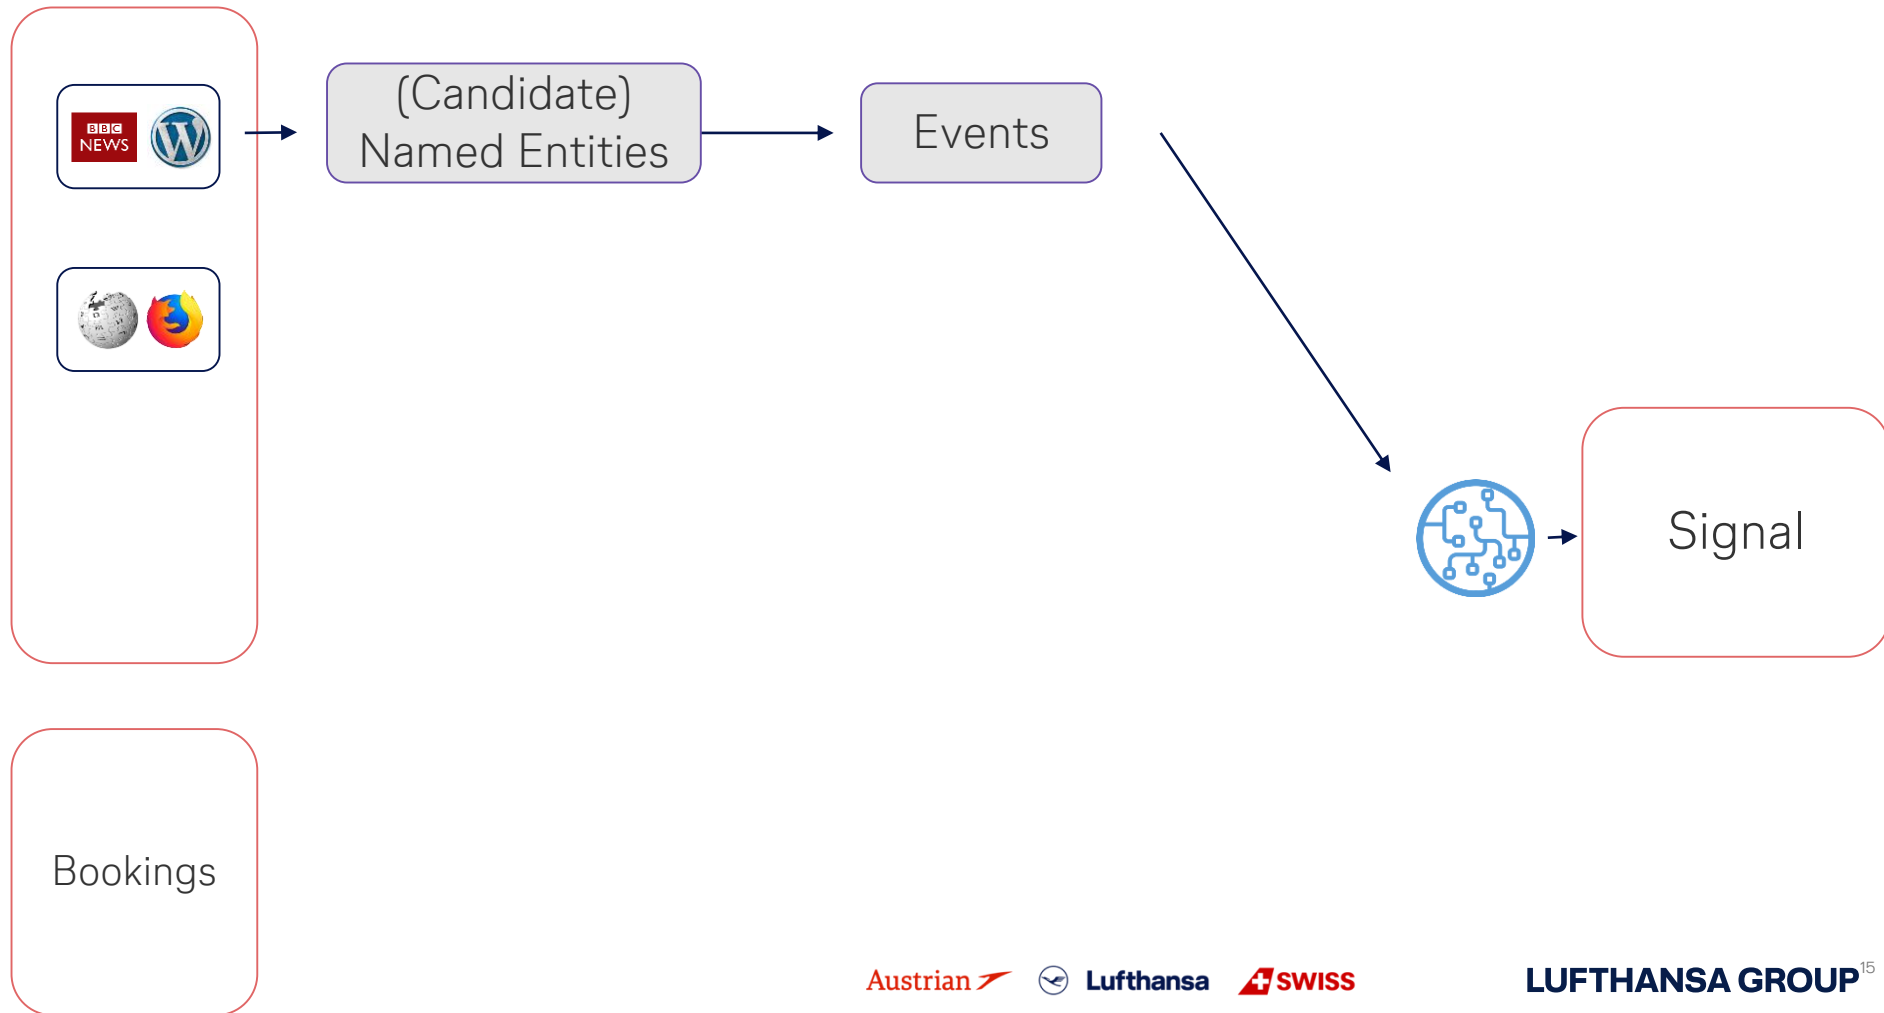 BBC
NEWS
W
(Candidate)
Named Entities
Events
Signal
Bookings
Austrian
Lufthansa
SWISS
LUFTHANSA GROUP
15